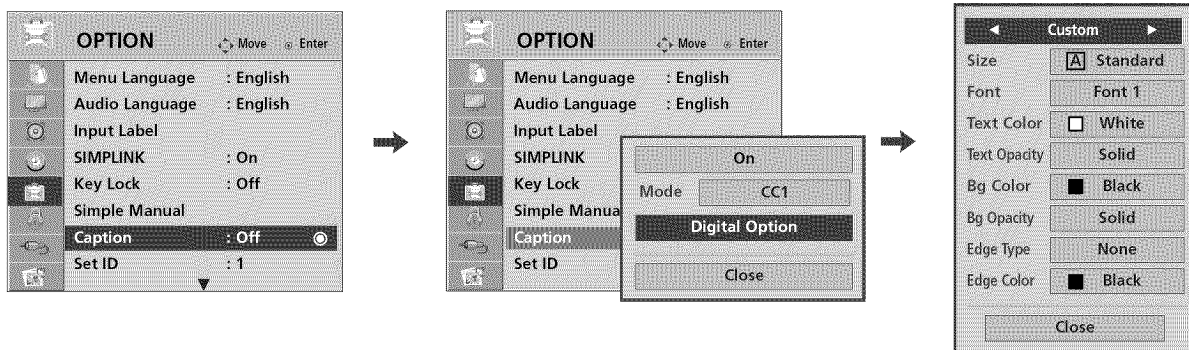 OPTION Move Enter
Menu Language : English
Audio Language : English
Input Label
SIMPLINK : On
Key Lock : Off
Simple Manual
Caption : Off
Set ID : 1
OPTION Move Enter
Menu Language : English
Audio Language : English
Input Label
SIMPLINK
Key Lock
Simple Manua
Caption
Set ID
On
Mode CC1
Digital Option
Close
Custom
Size A Standard
Font Font 1
Text Color White
Text Opacity Solid
Bg Color Black
Bg Opacity Solid
Edge Type None
Edge Color Black
Close